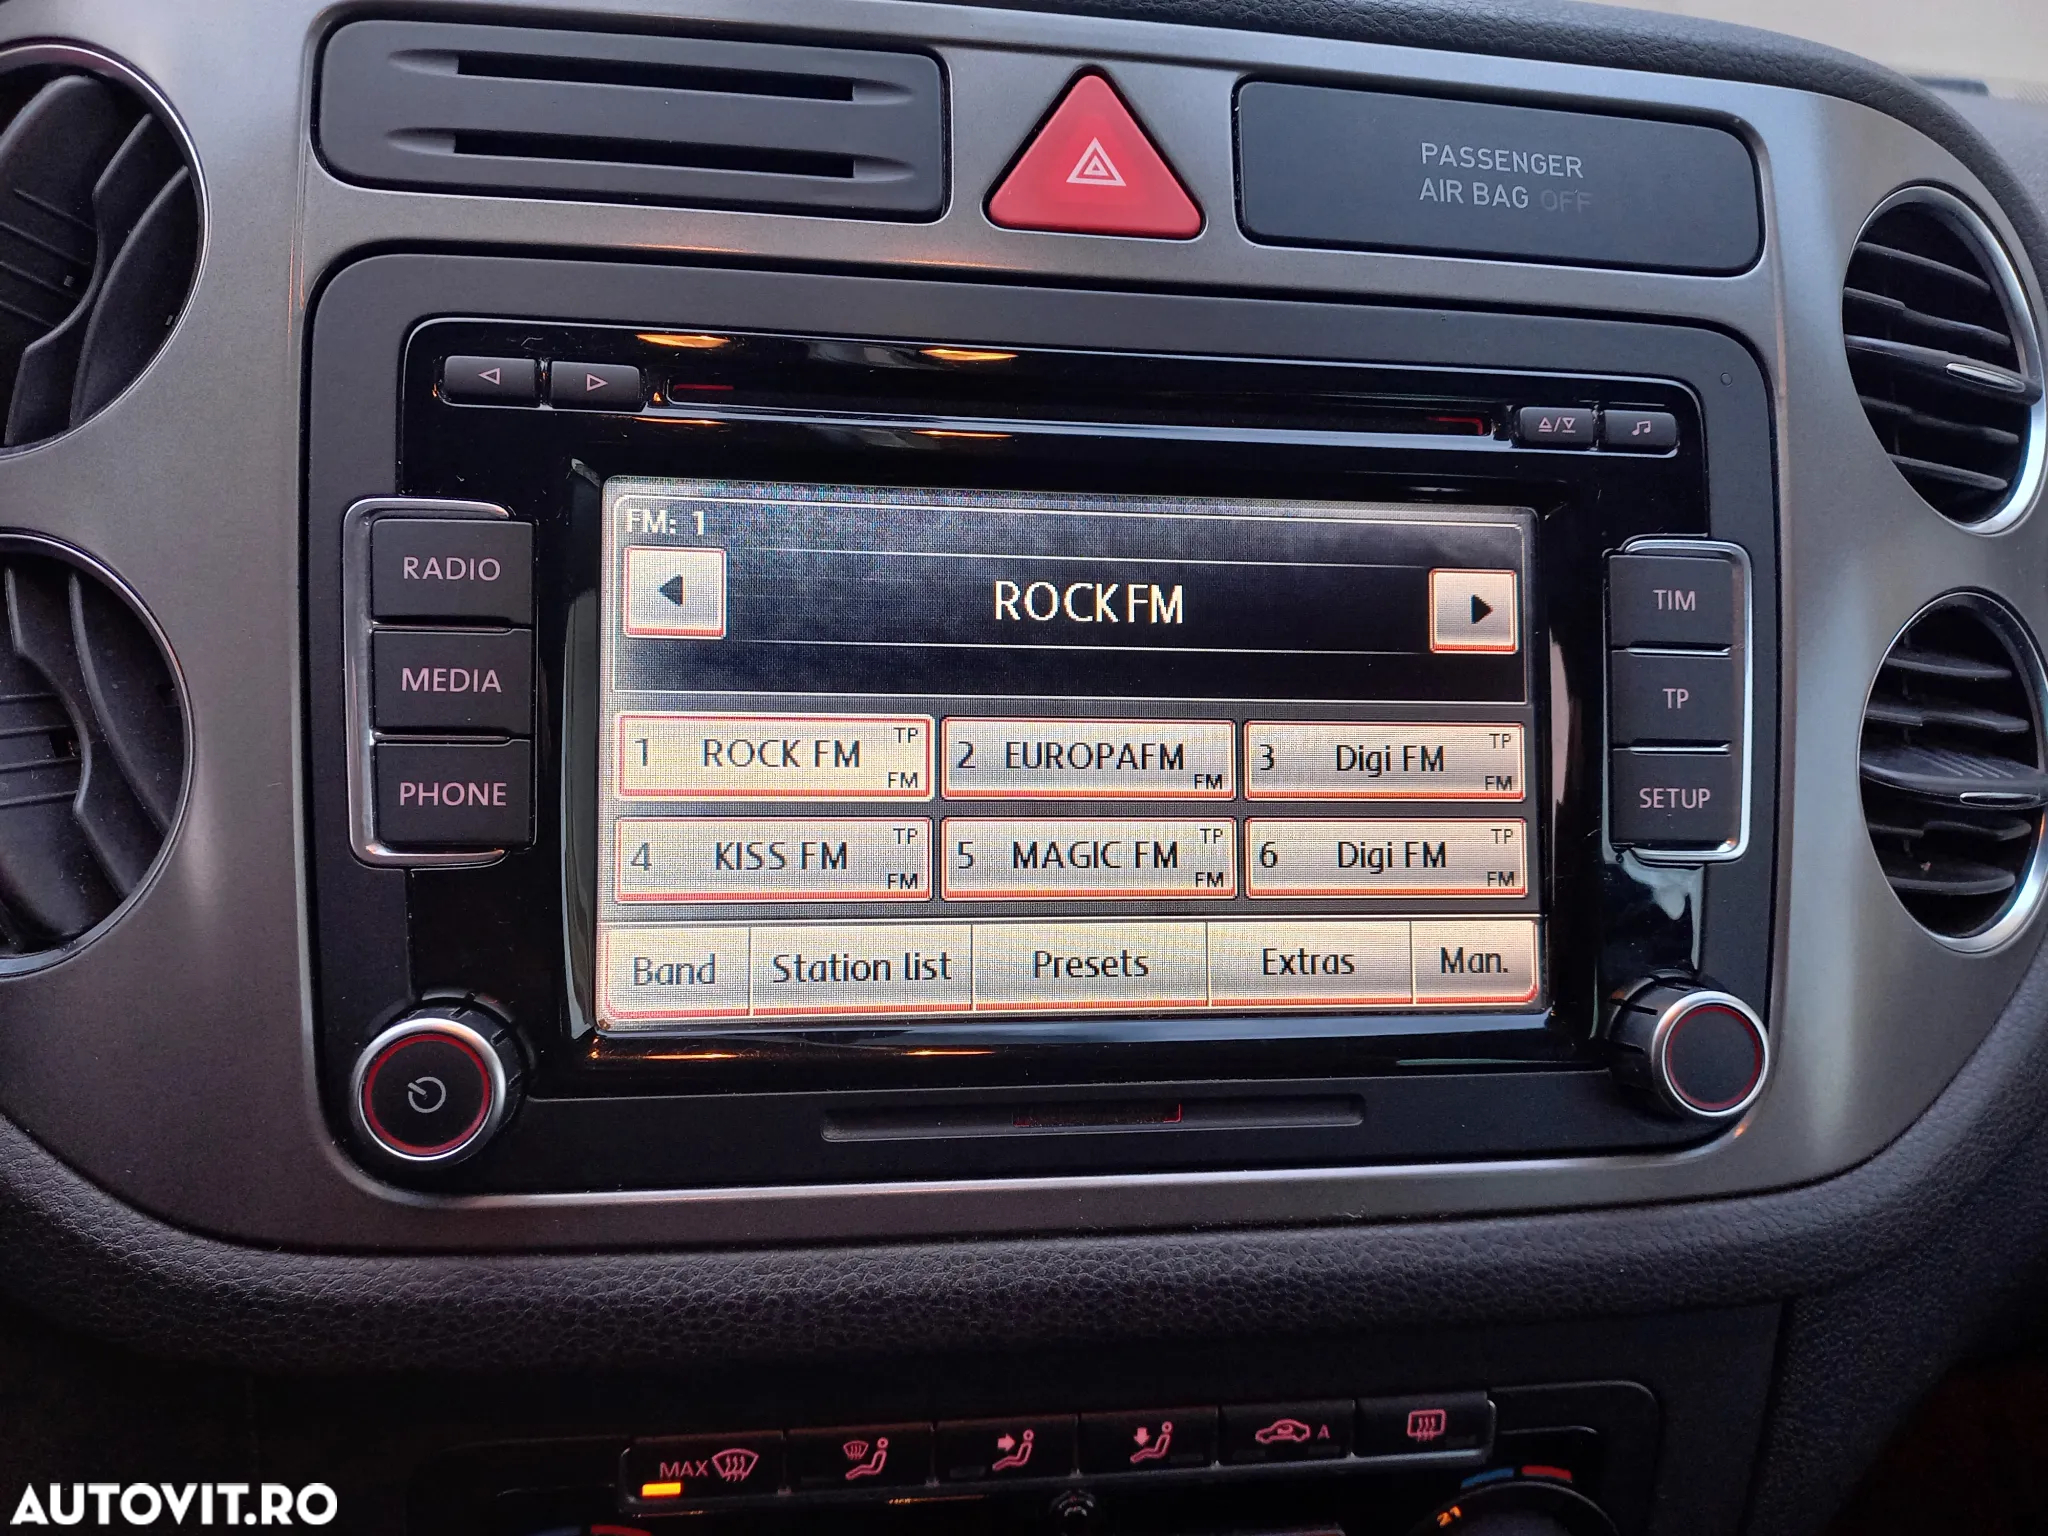 PASSENGER
AIR BAG OFF
RADIO
MEDIA
PHONE
FM: 1
ROCK FM
1 ROCK FM TP FM
2 EUROPAFM FM
3 Digi FM TP FM
4 KISS FM TP FM
5 MAGIC FM TP FM
6 Digi FM TP FM
Band Station list Presets Extras Man.
TIM
TP
SETUP
MAX
A
21
AUTOVIT.RO